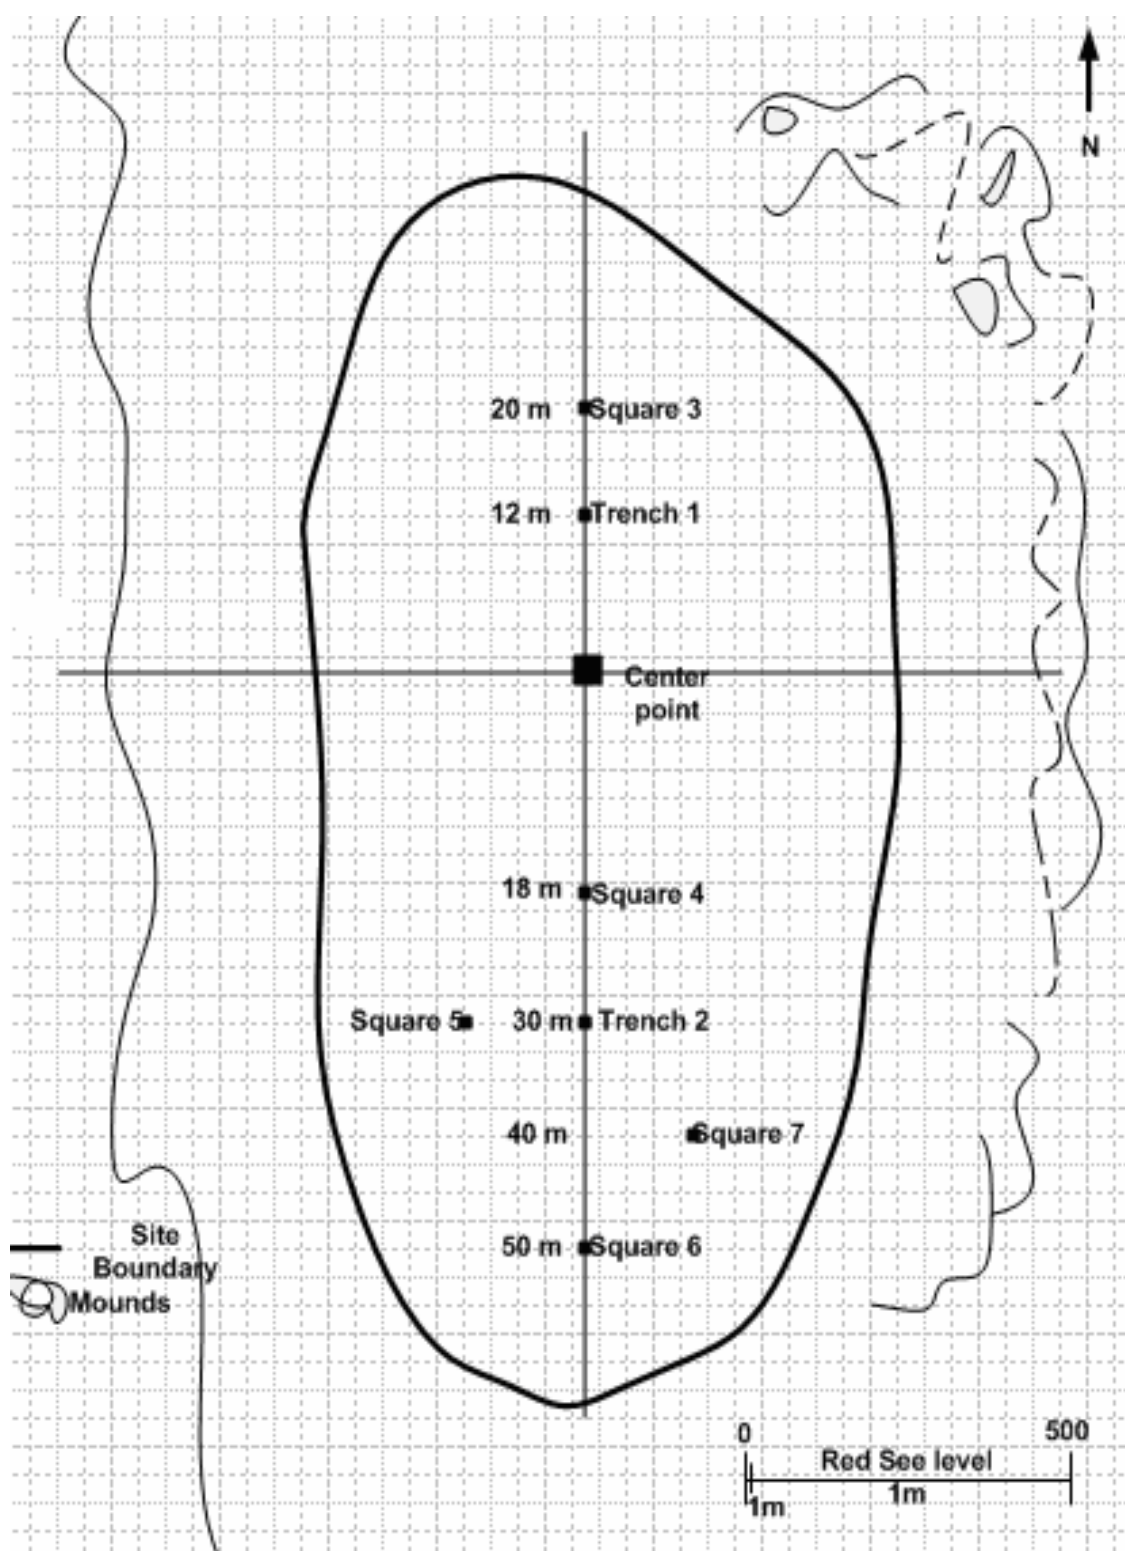 N
20 m Square 3
12 m Trench 1
Center
point
18 m Square 4
Square 5 30 m Trench 2
40 m Square 7
Site
Boundary
50 m Square 6
Mounds
0 500
Red See level
1m 1m